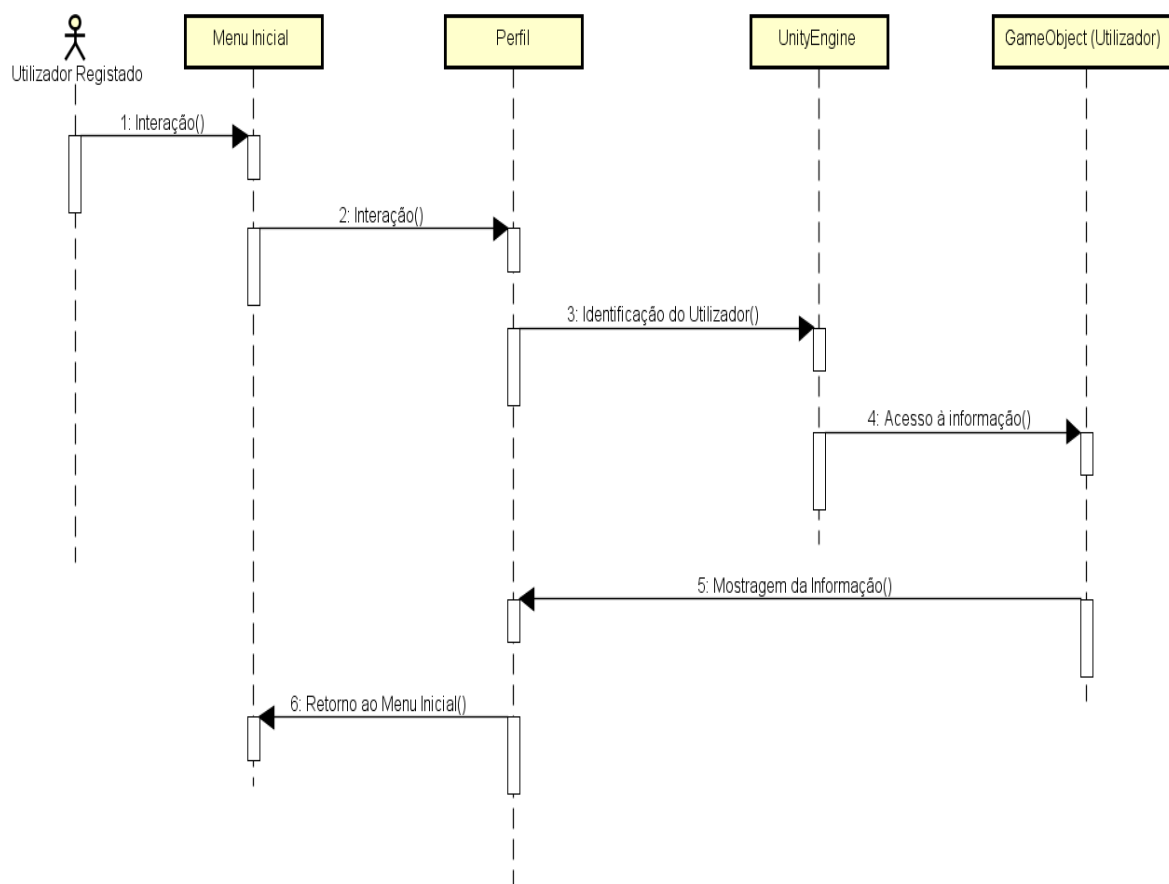 Menu Inicial
Perfil
UnityEngine
GameObject (Utilizador)
Utilizador Registado
1: Interação()
2: Interação()
3: Identificação do Utilizador()
4: Acesso à informação()
5: Mostragem da Informação()
6: Retorno ao Menu Inicial()